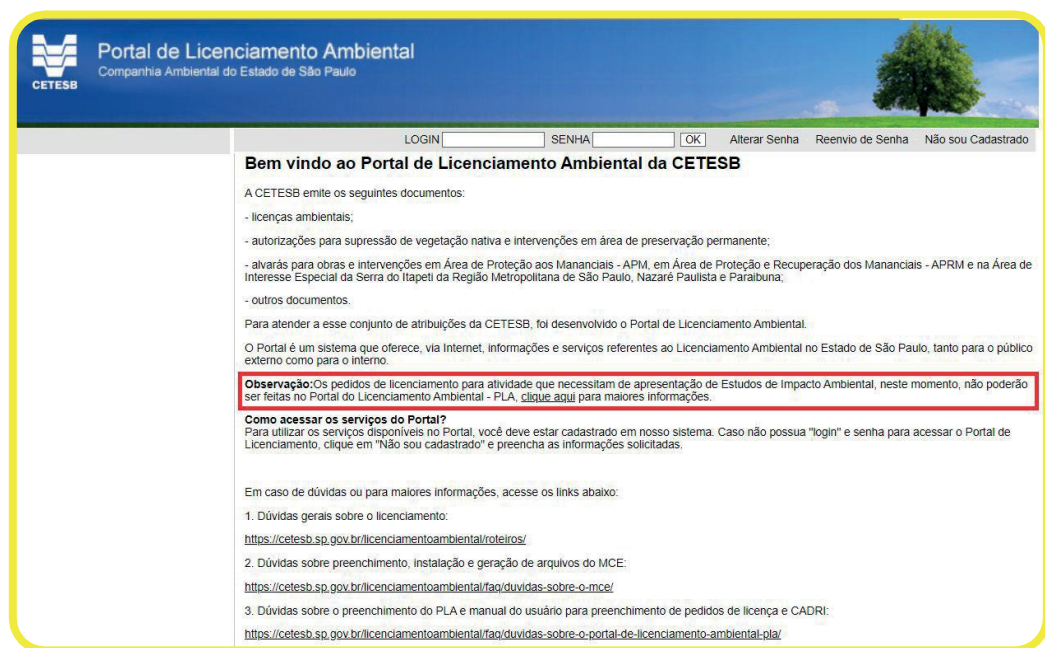 CETESB
Portal de Licenciamento Ambiental
Companhia Ambiental do Estado de São Paulo
LOGIN SENHA OK Alterar Senha Reenvio de Senha Não sou Cadastrado
Bem vindo ao Portal de Licenciamento Ambiental da CETESB
A CETESB emite os seguintes documentos:
- licenças ambientais;
- autorizações para supressão de vegetação nativa e intervenções em área de preservação permanente;
- alvarás para obras e intervenções em Área de Proteção aos Mananciais - APM, em Área de Proteção e Recuperação dos Mananciais - APRM e na Área de
Interesse Especial da Serra do Itapeti da Região Metropolitana de São Paulo, Nazaré Paulista e Paraibuna;
- outros documentos.
Para atender a esse conjunto de atribuições da CETESB, foi desenvolvido o Portal de Licenciamento Ambiental.
O Portal é um sistema que oferece, via Internet, informações e serviços referentes ao Licenciamento Ambiental no Estado de São Paulo, tanto para o público
externo como para o interno.
Observação:Os pedidos de licenciamento para atividade que necessitam de apresentação de Estudos de Impacto Ambiental, neste momento, não poderão
ser feitas no Portal do Licenciamento Ambiental - PLA, clique aqui para maiores informações.
Como acessar os serviços do Portal?
Para utilizar os serviços disponíveis no Portal, você deve estar cadastrado em nosso sistema. Caso não possua "login" e senha para acessar o Portal de
Licenciamento, clique em "Não sou cadastrado" e preencha as informações solicitadas.
Em caso de dúvidas ou para maiores informações, acesse os links abaixo:
1. Dúvidas gerais sobre o licenciamento:
https://cetesb.sp.gov.br/licenciamentoambiental/roteiros/
2. Dúvidas sobre preenchimento, instalação e geração de arquivos do MCE:
https://cetesb.sp.gov.br/licenciamentoambiental/faq/duvidas-sobre-o-mce/
3. Dúvidas sobre o preenchimento do PLA e manual do usuário para preenchimento de pedidos de licença e CADRI:
https://cetesb.sp.gov.br/licenciamentoambiental/faq/duvidas-sobre-o-portal-de-licenciamento-ambiental-pla/